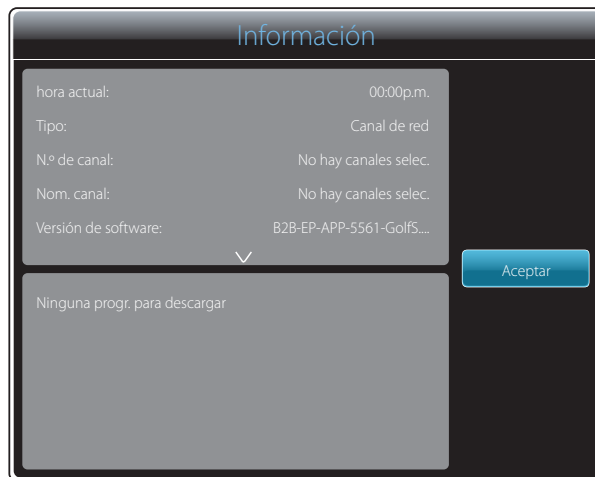 Información
hora actual: 00:00p.m.
Tipo: Canal de red
N.º de canal: No hay canales selec.
Nom. canal: No hay canales selec.
Versión de software: B2B-EP-APP-5561-GolfS....
Aceptar
Ninguna progr. para descargar